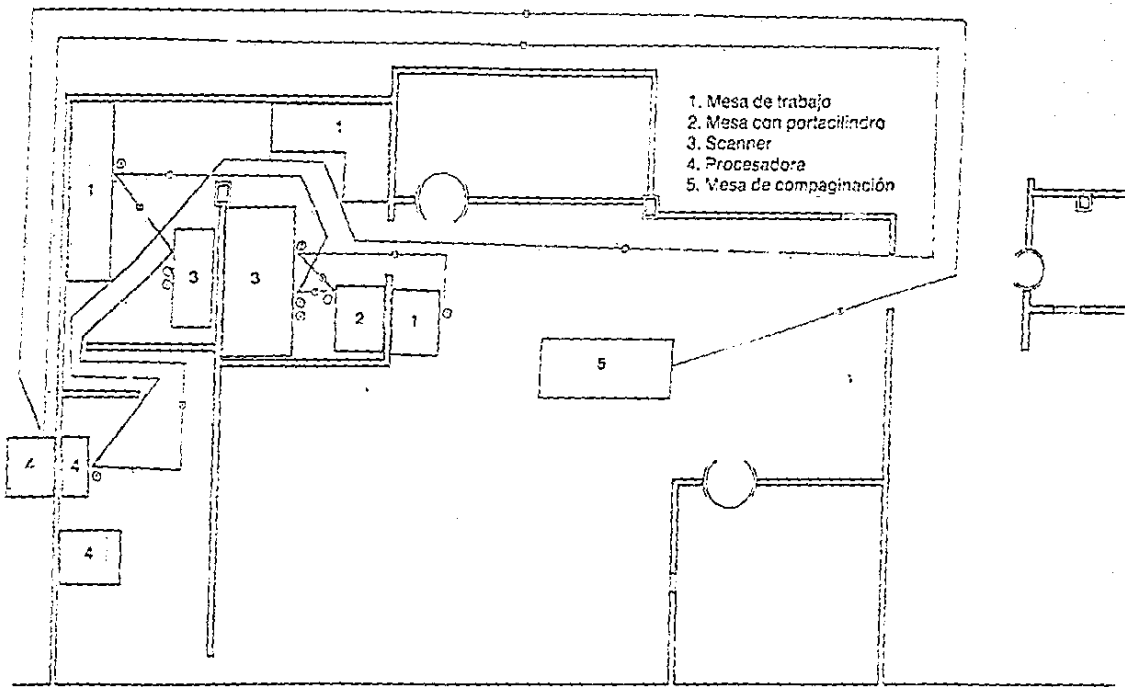 1. Mesa de trabajo
2. Mesa con portacilindro
3. Scanner
4. Procesadora
5. Mesa de compaginación
1
1
3
3
2
1
5
4
4
4